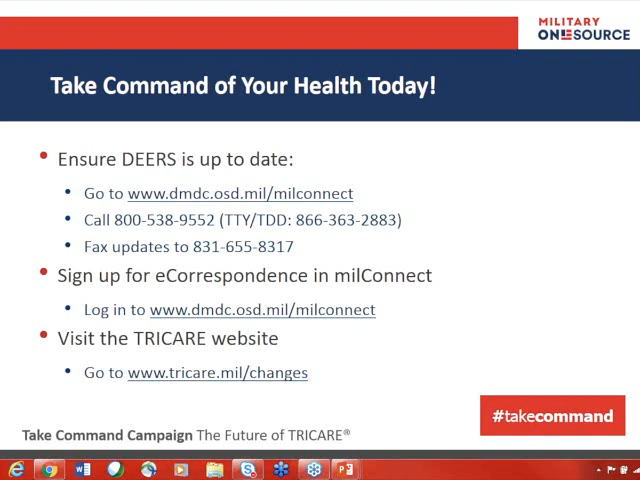 MILITARY
ONESOURCE
Take Command of Your Health Today!
• Ensure DEERS is up to date:
• Go to www.dmdc.osd.mil/milconnect
• Call 800-538-9552 (TTY/TDD: 866-363-2883)
• Fax updates to 831-655-8317
• Sign up for eCorrespondence in milConnect
• Log in to www.dmdc.osd.mil/milconnect
• Visit the TRICARE website
• Go to www.tricare.mil/changes
#takecommand
Take Command Campaign The Future of TRICARE®